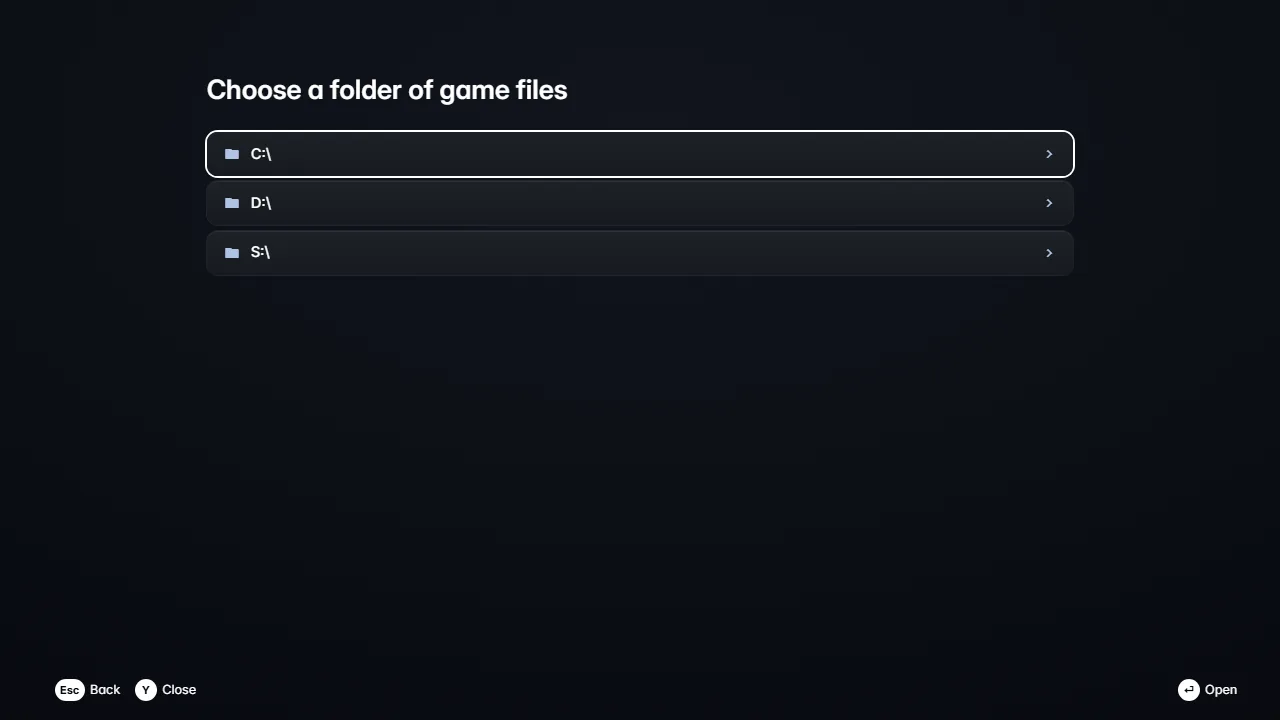 Choose a folder of game files
C:\
D:\
S:\
Esc Back Y Close
Open